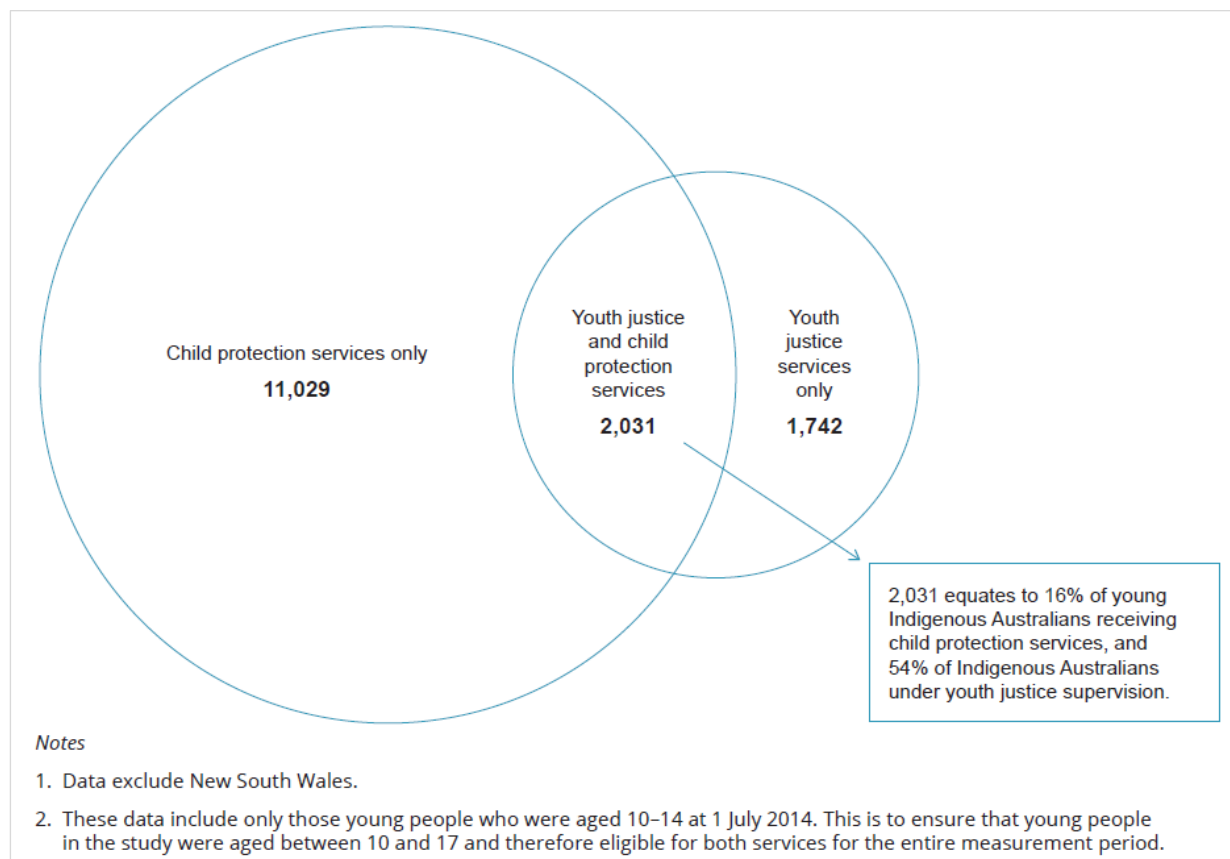 Child protection services only
11,029
Youth justice
and child
protection
services
2,031
Youth
justice
services
only
1,742
2,031 equates to 16% of young
Indigenous Australians receiving
child protection services, and
54% of Indigenous Australians
under youth justice supervision.
Notes
1. Data exclude New South Wales.
2. These data include only those young people who were aged 10–14 at 1 July 2014. This is to ensure that young people
in the study were aged between 10 and 17 and therefore eligible for both services for the entire measurement period.